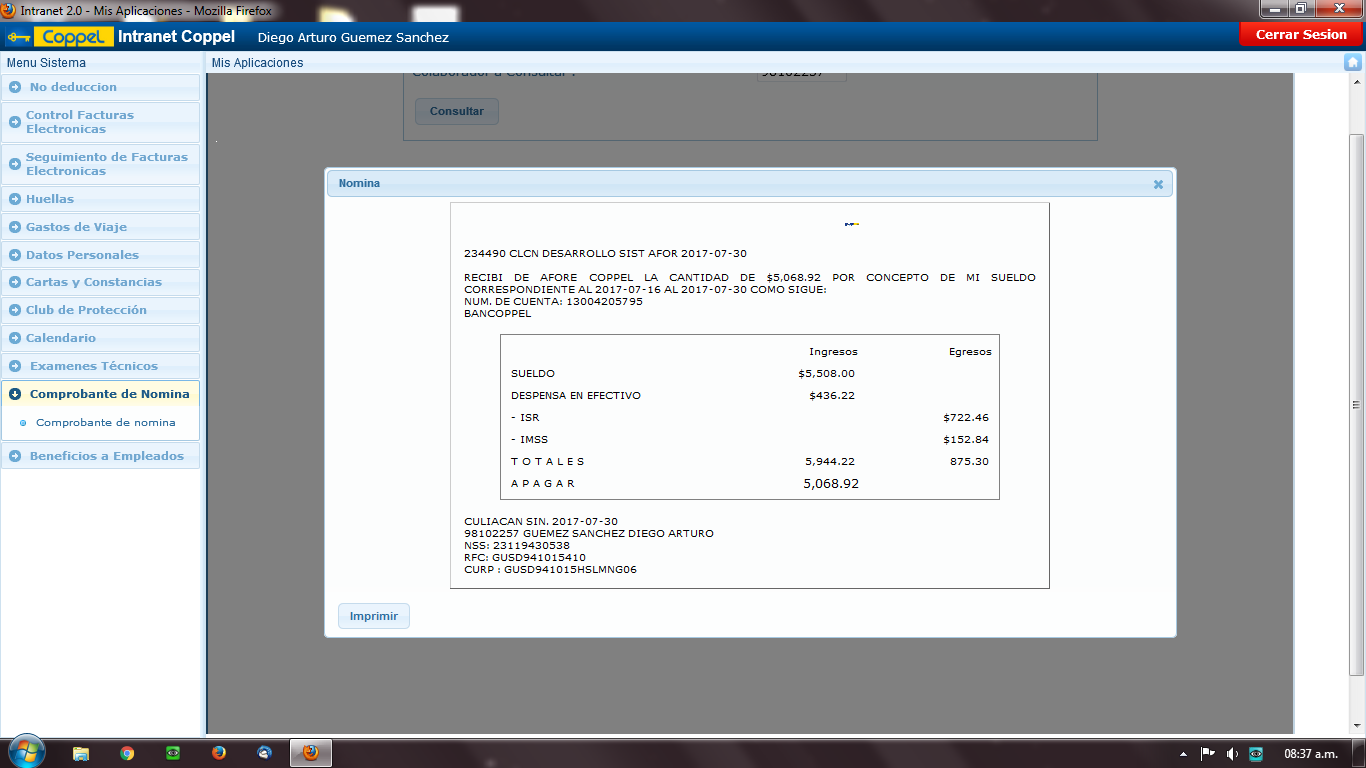 Intranet 2.0 - Mis Aplicaciones - Mozilla Firefox
Coppel Intranet Coppel Diego Arturo Guemez Sanchez Cerrar Sesion
Menu Sistema
Mis Aplicaciones
No deduccion
Control Facturas
Electronicas
Seguimiento de Facturas
Electronicas
Huellas
Gastos de Viaje
Datos Personales
Cartas y Constancias
Club de Protección
Calendario
Examenes Técnicos
Comprobante de Nomina
Comprobante de nomina
Beneficios a Empleados
Colaborador a Consultar : 98102257
Consultar
Nomina
234490 CLCN DESARROLLO SIST AFOR 2017-07-30
RECIBI DE AFORE COPPEL LA CANTIDAD DE $5,068.92 POR CONCEPTO DE MI SUELDO
CORRESPONDIENTE AL 2017-07-16 AL 2017-07-30 COMO SIGUE:
NUM. DE CUENTA: 13004205795
BANCOPPEL
Ingresos Egresos
SUELDO $5,508.00
DESPENSA EN EFECTIVO $436.22
- ISR $722.46
- IMSS $152.84
T O T A L E S 5,944.22 875.30
A P A G A R 5,068.92
CULIACAN SIN. 2017-07-30
98102257 GUEMEZ SANCHEZ DIEGO ARTURO
NSS: 23119430538
RFC: GUSD941015410
CURP : GUSD941015HSLMNG06
Imprimir
08:37 a.m.